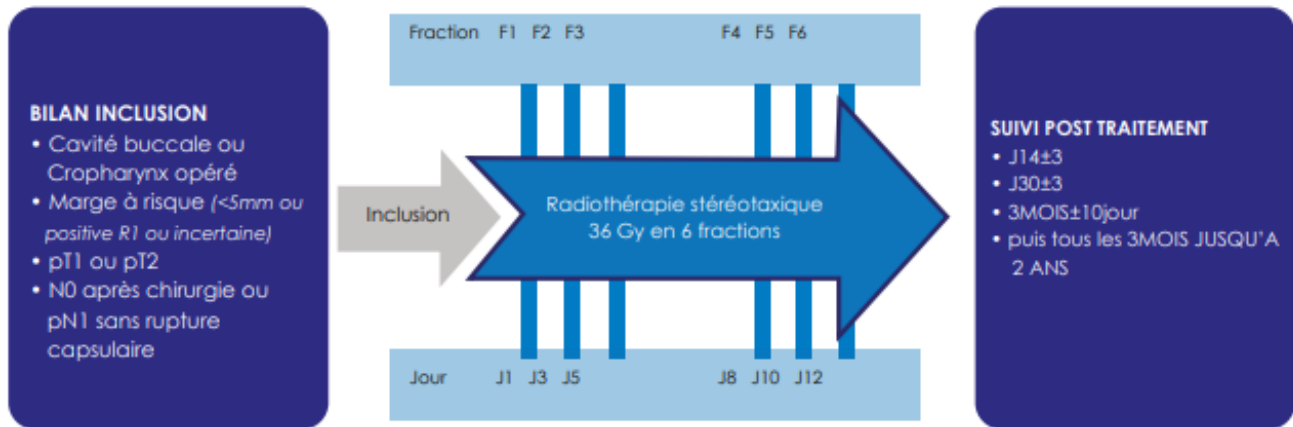 BILAN INCLUSION
• Cavité buccale ou
Cropharynx opéré
• Marge à risque (<5mm ou
positive R1 ou incertaine)
• pT1 ou pT2
• N0 après chirurgie ou
pN1 sans rupture
capsulaire
Inclusion
Fraction F1 F2 F3 F4 F5 F6
Radiothérapie stéréotaxique
36 Gy en 6 fractions
Jour J1 J3 J5 J8 J10 J12
SUIVI POST TRAITEMENT
• J14±3
• J30±3
• 3MOIS±10jour
• puis tous les 3MOIS JUSQU'A
2 ANS